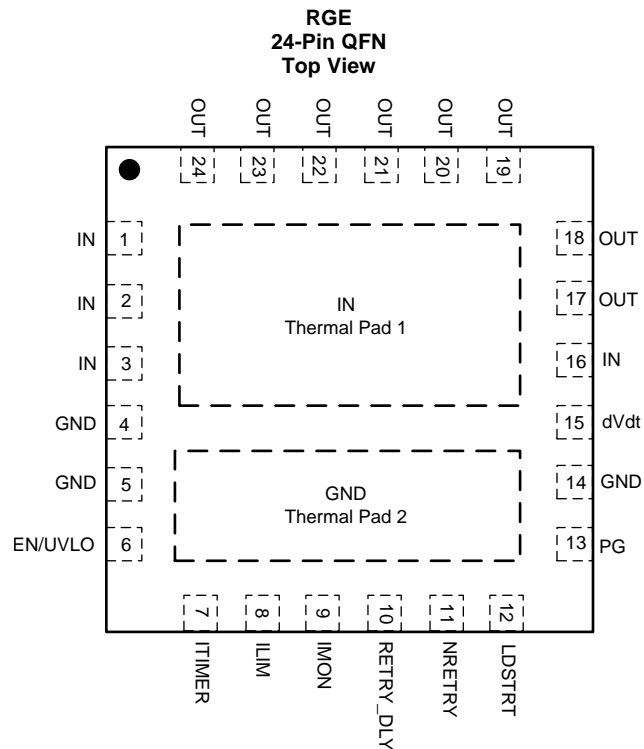 RGE
24-Pin QFN
Top View
OUT OUT OUT OUT OUT OUT
24 23 22 21 20 19
IN 1 18 OUT
IN 2 17 OUT
IN
Thermal Pad 1
IN 3 16 IN
GND 4 15 dVdt
GND 5 14 GND
GND
Thermal Pad 2
EN/UVLO 6 13 PG
7 8 9 10 11 12
ITIMER ILIM IMON RETRY_DLY NRETRY LDSTRT